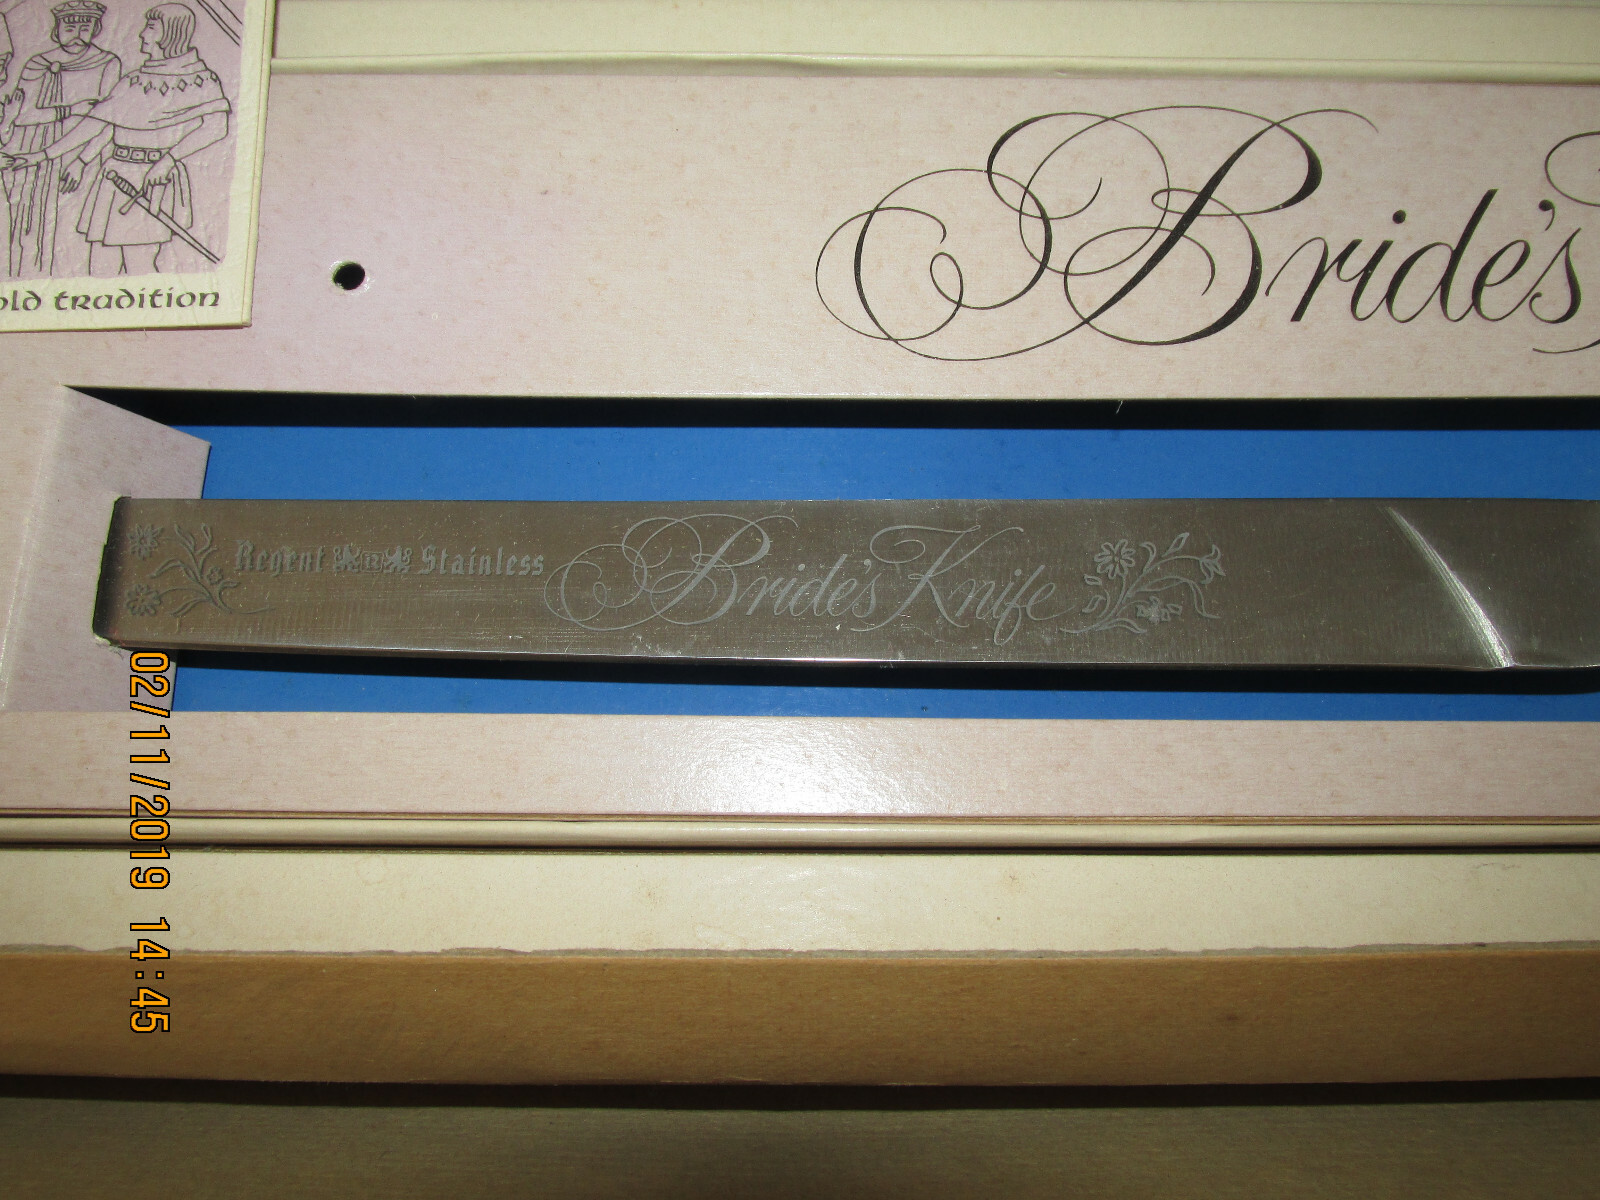 old tradition
Bride's
Regent Stainless Bride's Knife
02/11/2019 14:45